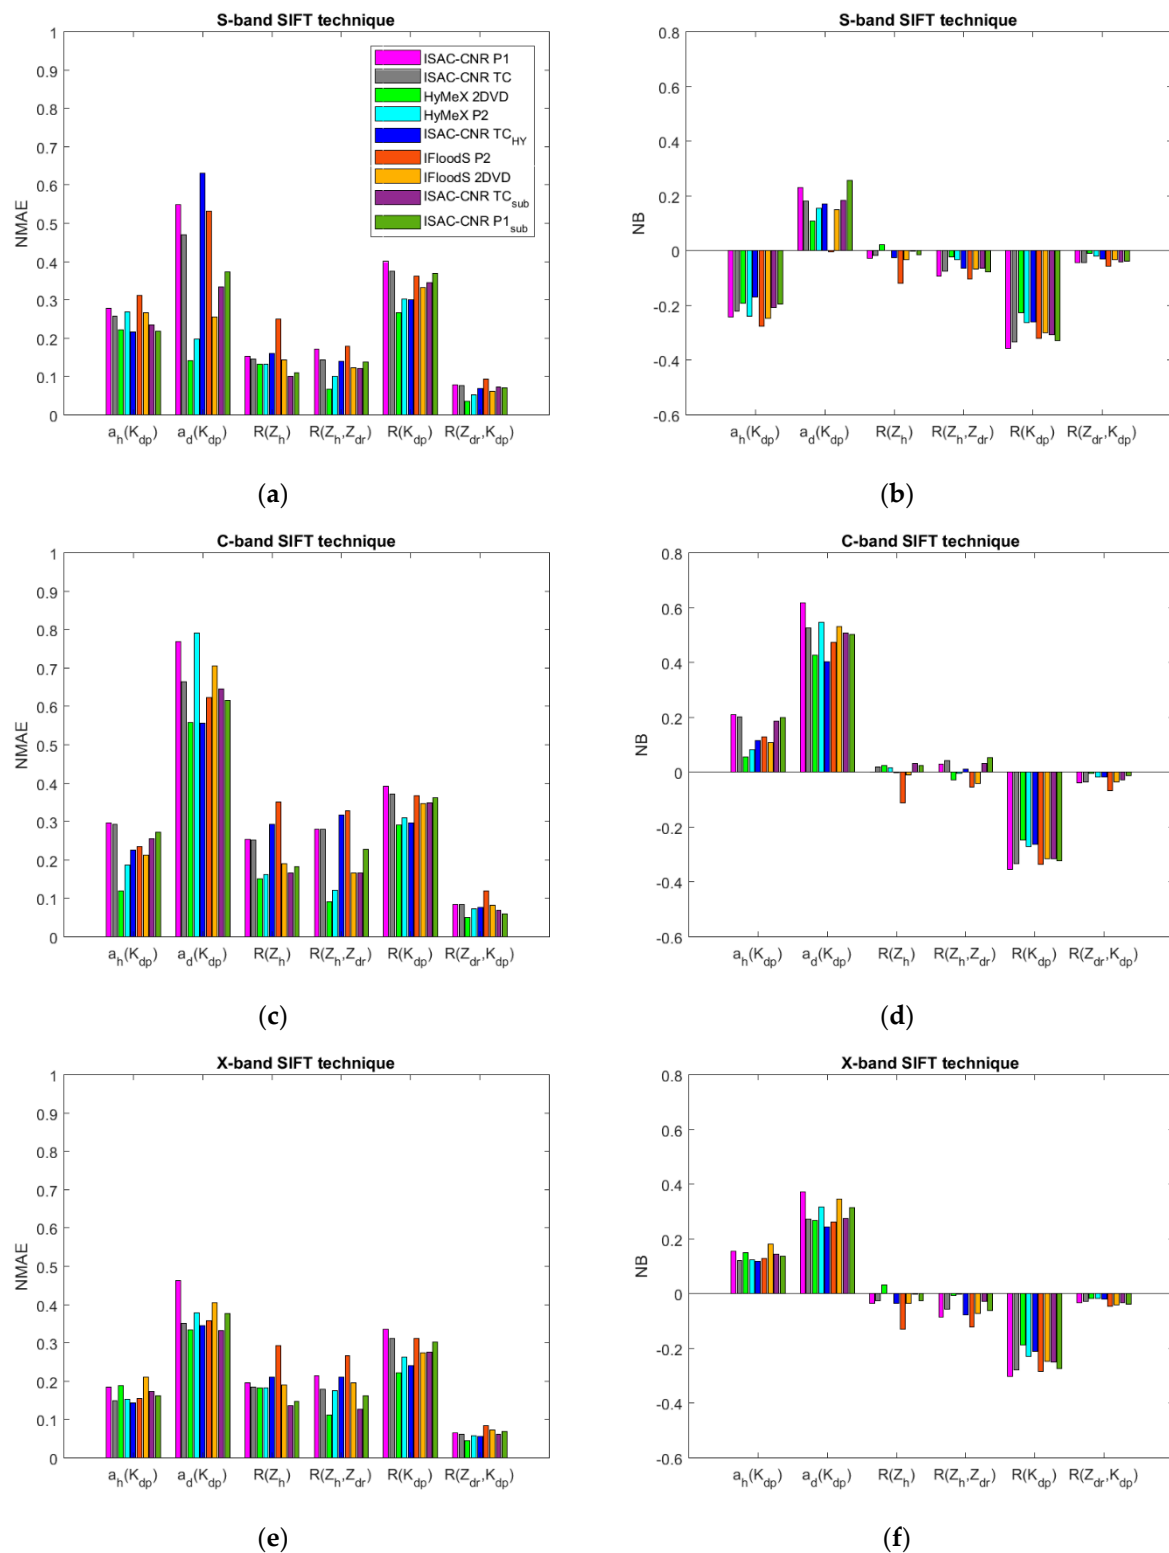 S-band SIFT technique
1
0.9
0.8
0.7
0.6
0.5
0.4
0.3
0.2
0.1
0
NMAE
ISAC-CNR P1
ISAC-CNR TC
HyMeX 2DVD
HyMeX P2
ISAC-CNR TC_HY
IFloodS P2
IFloodS 2DVD
ISAC-CNR TC_sub
ISAC-CNR P1_sub
a_h(K_dp) a_d(K_dp) R(Z_h) R(Z_h,Z_dr) R(K_dp) R(Z_dr,K_dp)
(a)
S-band SIFT technique
0.8
0.6
0.4
0.2
0
-0.2
-0.4
-0.6
NB
a_h(K_dp) a_d(K_dp) R(Z_h) R(Z_h,Z_dr) R(K_dp) R(Z_dr,K_dp)
(b)
C-band SIFT technique
1
0.9
0.8
0.7
0.6
0.5
0.4
0.3
0.2
0.1
0
NMAE
a_h(K_dp) a_d(K_dp) R(Z_h) R(Z_h,Z_dr) R(K_dp) R(Z_dr,K_dp)
(c)
C-band SIFT technique
0.8
0.6
0.4
0.2
0
-0.2
-0.4
-0.6
NB
a_h(K_dp) a_d(K_dp) R(Z_h) R(Z_h,Z_dr) R(K_dp) R(Z_dr,K_dp)
(d)
X-band SIFT technique
1
0.9
0.8
0.7
0.6
0.5
0.4
0.3
0.2
0.1
0
NMAE
a_h(K_dp) a_d(K_dp) R(Z_h) R(Z_h,Z_dr) R(K_dp) R(Z_dr,K_dp)
(e)
X-band SIFT technique
0.8
0.6
0.4
0.2
0
-0.2
-0.4
-0.6
NB
a_h(K_dp) a_d(K_dp) R(Z_h) R(Z_h,Z_dr) R(K_dp) R(Z_dr,K_dp)
(f)